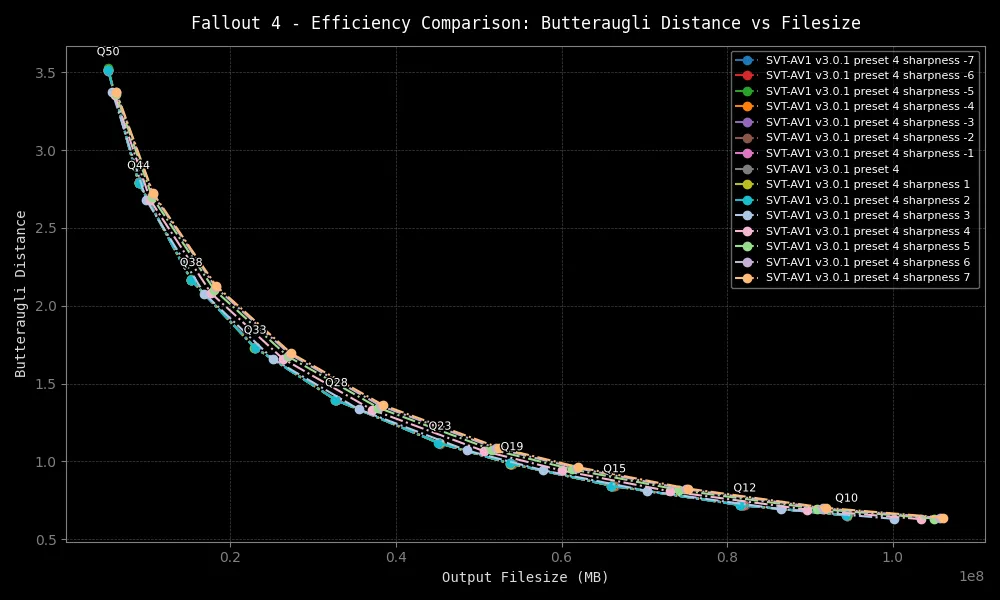 Fallout 4 - Efficiency Comparison: Butteraugli Distance vs Filesize
Q50
Q44
Q38
Q33
Q28
Q23
Q19
Q15
Q12
Q10
SVT-AV1 v3.0.1 preset 4 sharpness -7
SVT-AV1 v3.0.1 preset 4 sharpness -6
SVT-AV1 v3.0.1 preset 4 sharpness -5
SVT-AV1 v3.0.1 preset 4 sharpness -4
SVT-AV1 v3.0.1 preset 4 sharpness -3
SVT-AV1 v3.0.1 preset 4 sharpness -2
SVT-AV1 v3.0.1 preset 4 sharpness -1
SVT-AV1 v3.0.1 preset 4
SVT-AV1 v3.0.1 preset 4 sharpness 1
SVT-AV1 v3.0.1 preset 4 sharpness 2
SVT-AV1 v3.0.1 preset 4 sharpness 3
SVT-AV1 v3.0.1 preset 4 sharpness 4
SVT-AV1 v3.0.1 preset 4 sharpness 5
SVT-AV1 v3.0.1 preset 4 sharpness 6
SVT-AV1 v3.0.1 preset 4 sharpness 7
Butteraugli Distance
3.5
3.0
2.5
2.0
1.5
1.0
0.5
0.2
0.4
0.6
0.8
1.0
1e8
Output Filesize (MB)